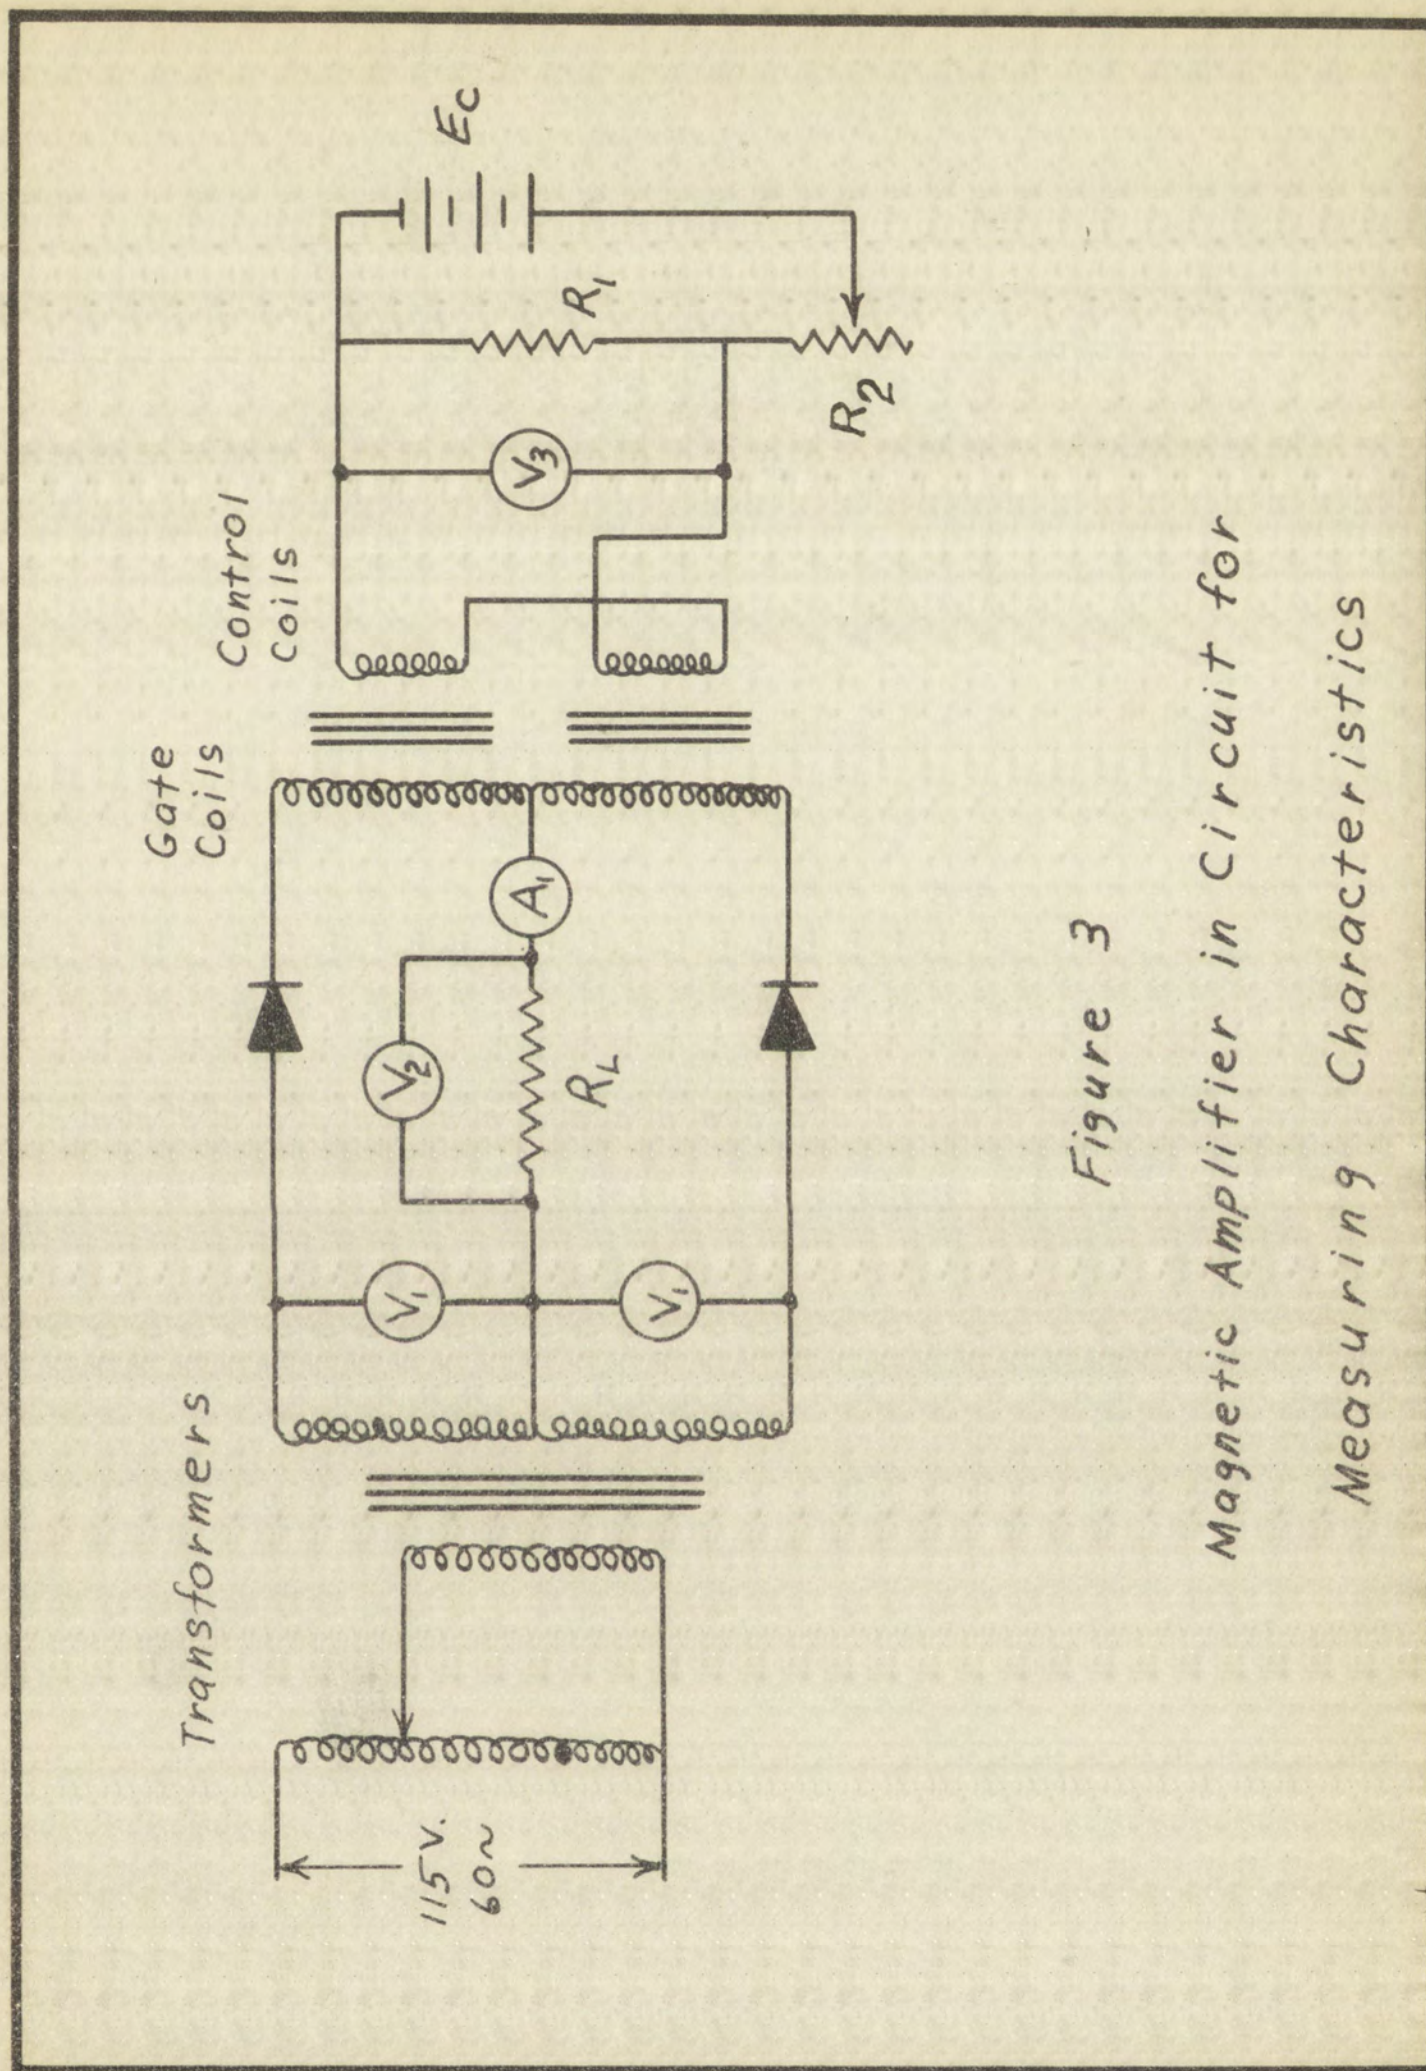 Transformers
Gate
Coils
Control
Coils
115 V.
60~
V1
V1
V2
RL
A1
V3
R1
R2
Ec
Figure 3
Magnetic Amplifier in Circuit for
Measuring Characteristics